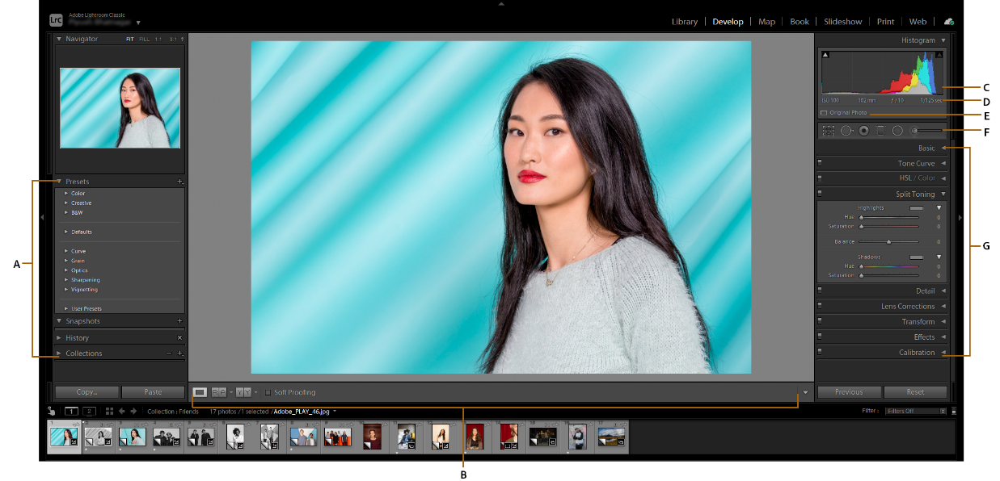 LrC Adobe Lightroom Classic
Library | Develop | Map | Book | Slideshow | Print | Web
Navigator FIT FILL 1:1 3:1
Histogram
ISO 100 102 mm f / 10 1/125 sec
Original Photo
C
D
E
F
Basic
Tone Curve
HSL / Color
Split Toning
Highlights
Hue 0
Saturation 0
Balance 0
Shadows
Hue 0
Saturation 0
Detail
Lens Corrections
Transform
Effects
Calibration
G
A
Presets
Color
Creative
B&W
Defaults
Curve
Grain
Optics
Sharpening
Vignetting
User Presets
Snapshots
History
Collections
Copy... Paste
Soft Proofing
Previous Reset
1 2 Collection : Friends 17 photos / 1 selected / Adobe_PLAY_46.jpg
Filter : Filters Off
B